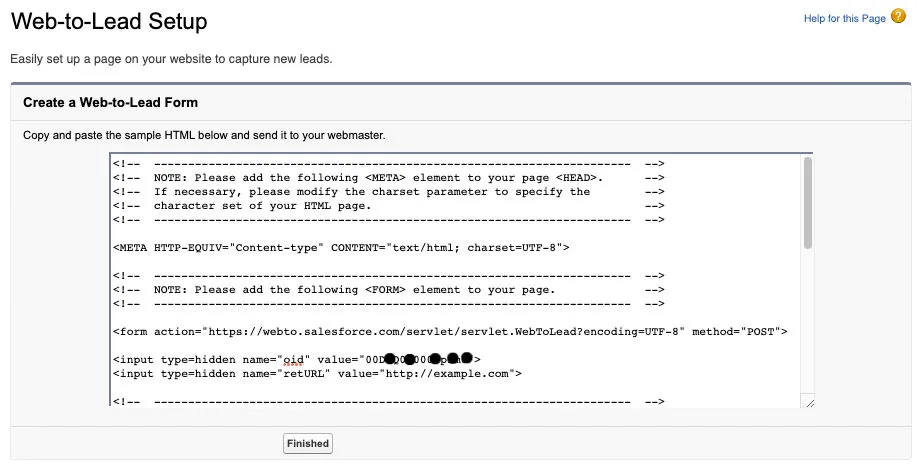 Web-to-Lead Setup
Help for this Page ?
Easily set up a page on your website to capture new leads.
Create a Web-to-Lead Form
Copy and paste the sample HTML below and send it to your webmaster.
<!--  ----------------------------------------------------------------------  -->
<!--  NOTE: Please add the following <META> element to your page <HEAD>.      -->
<!--  If necessary, please modify the charset parameter to specify the        -->
<!--  character set of your HTML page.                                        -->
<!--  ----------------------------------------------------------------------  -->
<META HTTP-EQUIV="Content-type" CONTENT="text/html; charset=UTF-8">
<!--  ----------------------------------------------------------------------  -->
<!--  NOTE: Please add the following <FORM> element to your page.             -->
<!--  ----------------------------------------------------------------------  -->
<form action="https://webto.salesforce.com/servlet/servlet.WebToLead?encoding=UTF-8" method="POST">
<input type=hidden name="oid" value="00D
<input type=hidden name="retURL" value="http://example.com">
<!--  ----------------------------------------------------------------------  -->
Finished